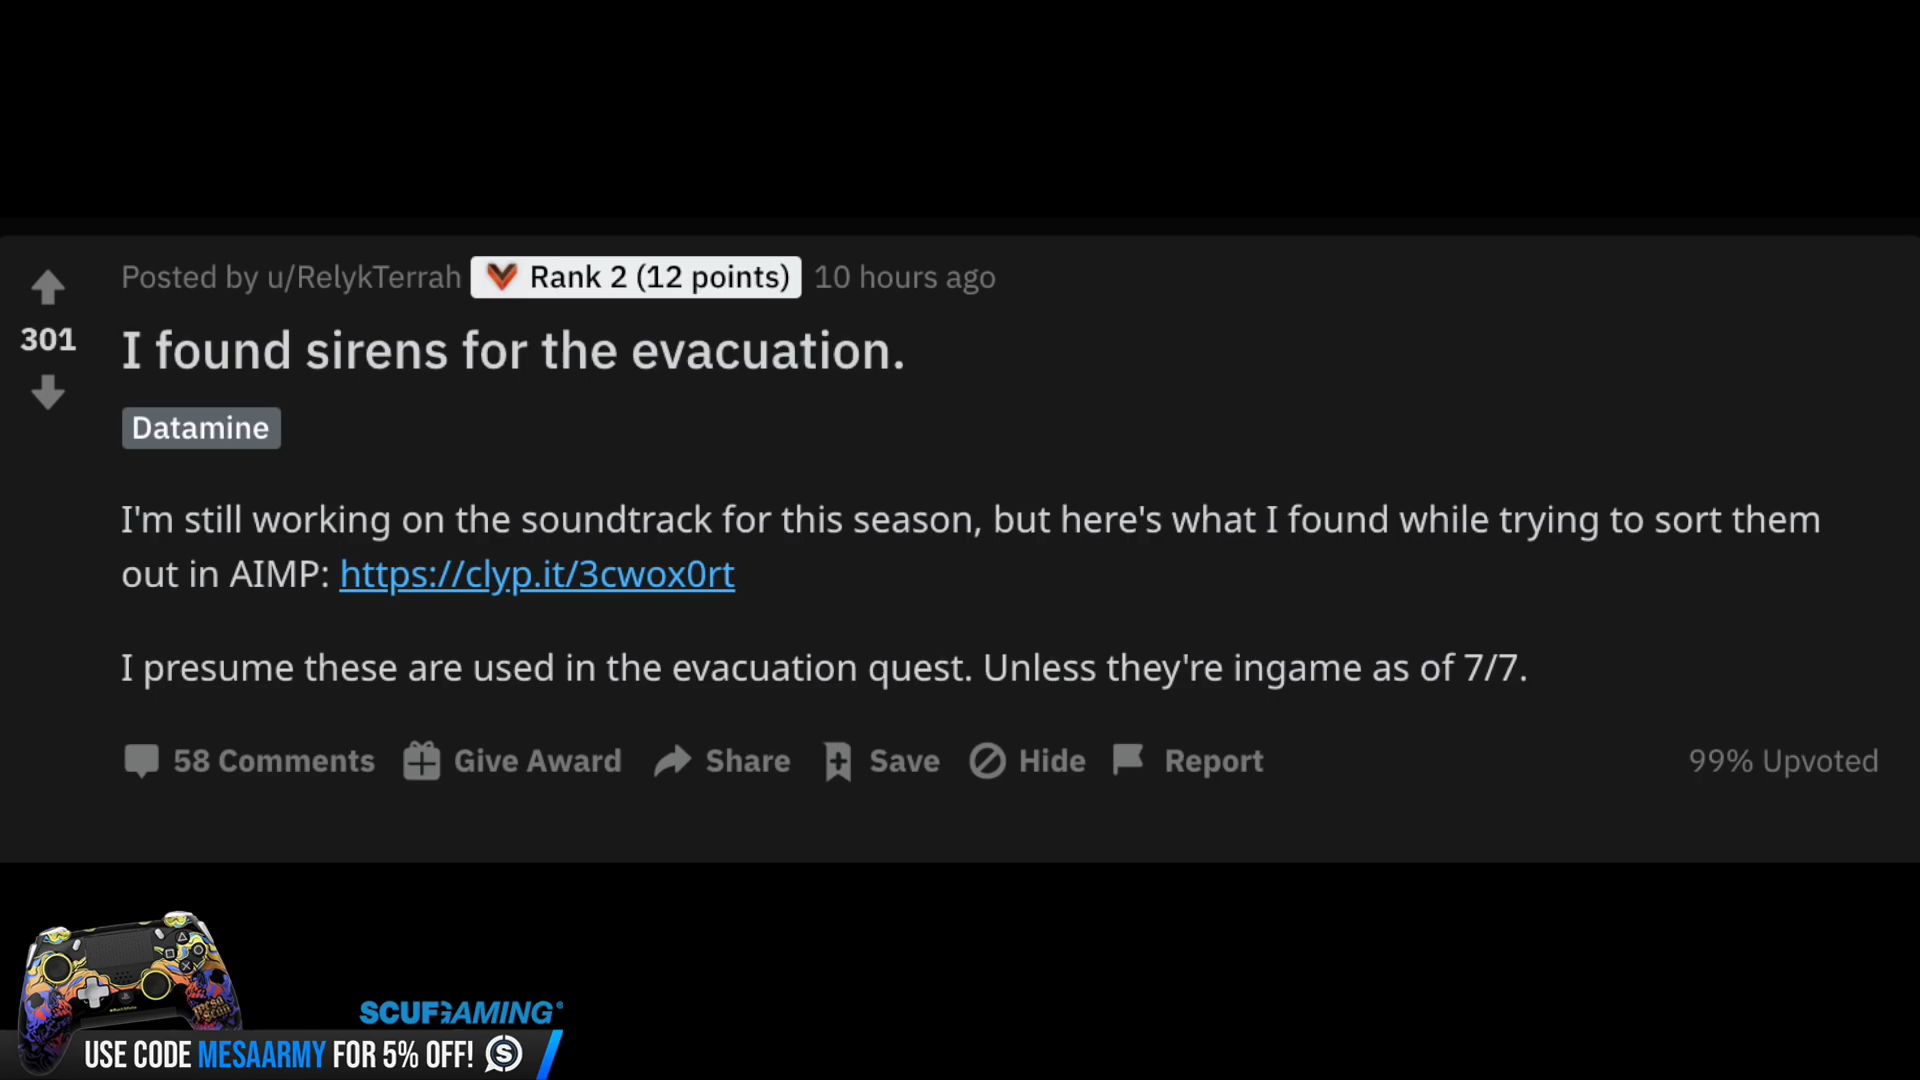 Posted by u/RelykTerrah Rank 2 (12 points) 10 hours ago
301
I found sirens for the evacuation.
Datamine
I'm still working on the soundtrack for this season, but here's what I found while trying to sort them
out in AIMP: https://clyp.it/3cwox0rt
I presume these are used in the evacuation quest. Unless they're ingame as of 7/7.
58 Comments Give Award Share Save Hide Report 99% Upvoted
SCUFGAMING
USE CODE MESAARMY FOR 5% OFF!